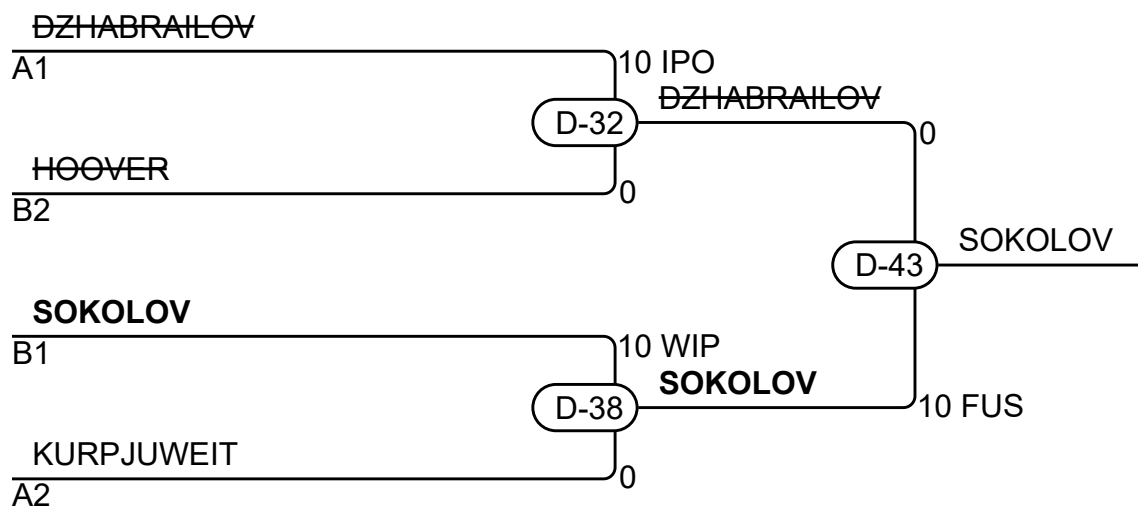 DZHABRAILOV
A1
10 IPO
D-32
DZHABRAILOV
0
HOOVER
B2
0
D-43
SOKOLOV
SOKOLOV
B1
10 WIP
SOKOLOV
D-38
10 FUS
KURPJUWEIT
A2
0